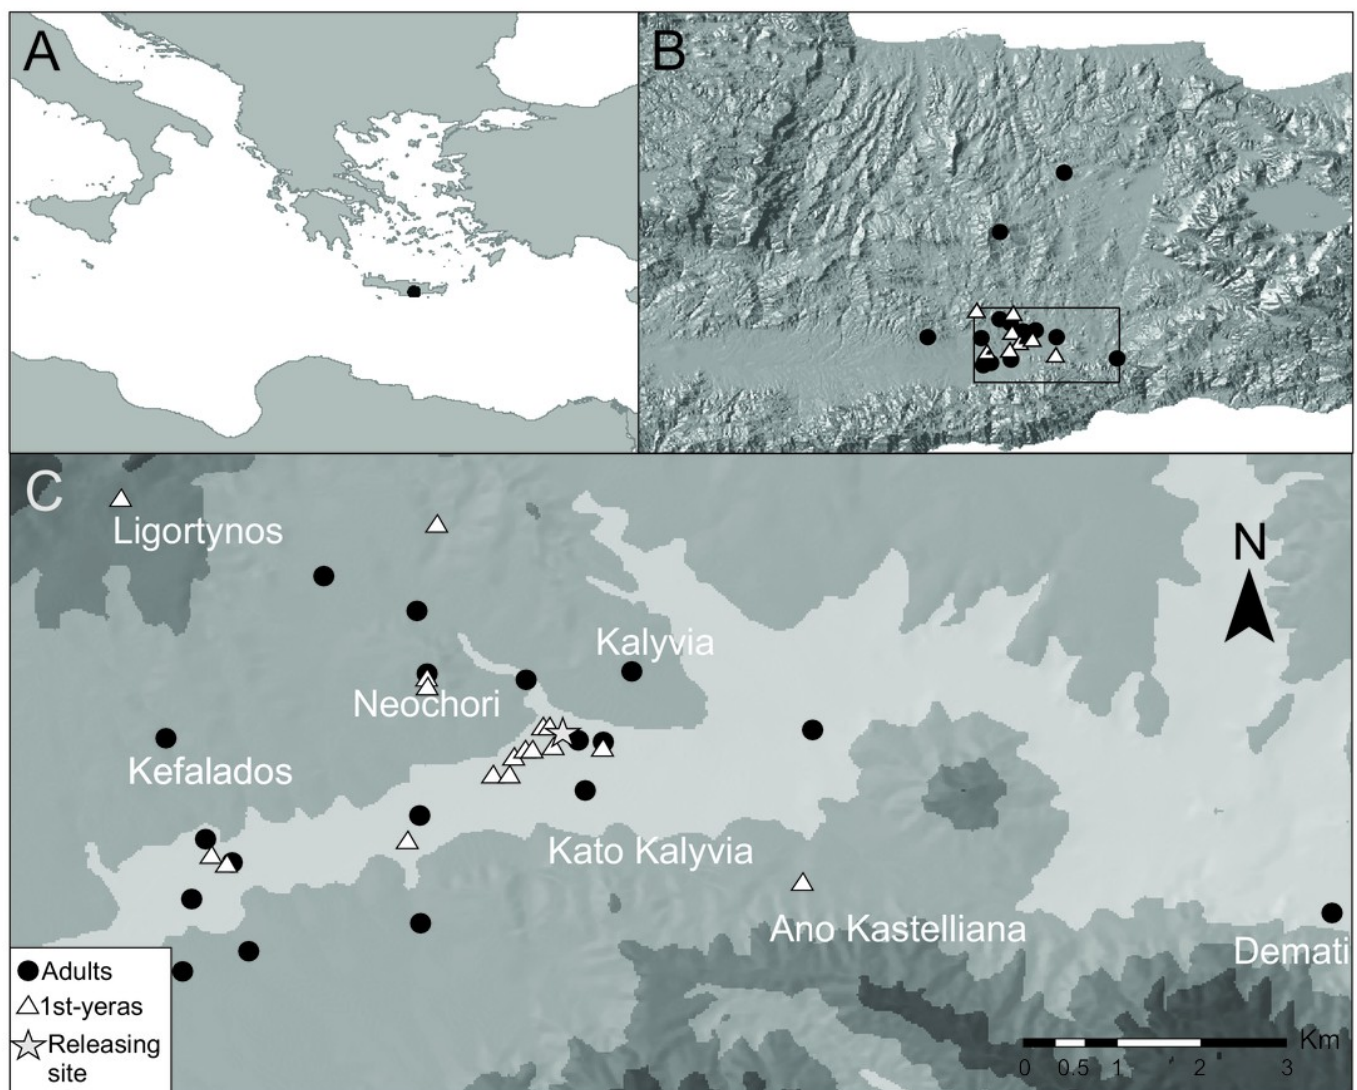 A
B
C
Ligortynos
N
Kalyvia
Neochori
Kefalados
Kato Kalyvia
Ano Kastelliana
Demati
Adults
1st-yeras
Releasing
site
Km
0 0.5 1 2 3